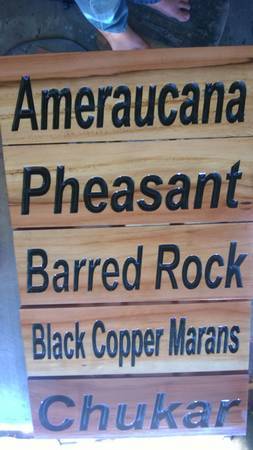 Ameraucana
Pheasant
Barred Rock
Black Copper Marans
Chukar